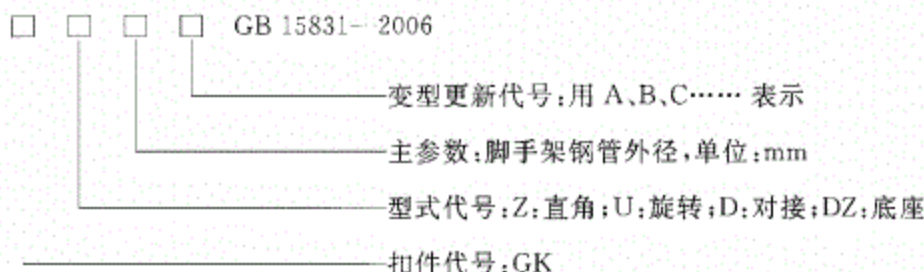 □ □ □ □ GB 15831—2006
变型更新代号:用 A、B、C…… 表示
主参数:脚手架钢管外径,单位:mm
型式代号:Z:直角;U:旋转;D:对接;DZ:底座
扣件代号:GK